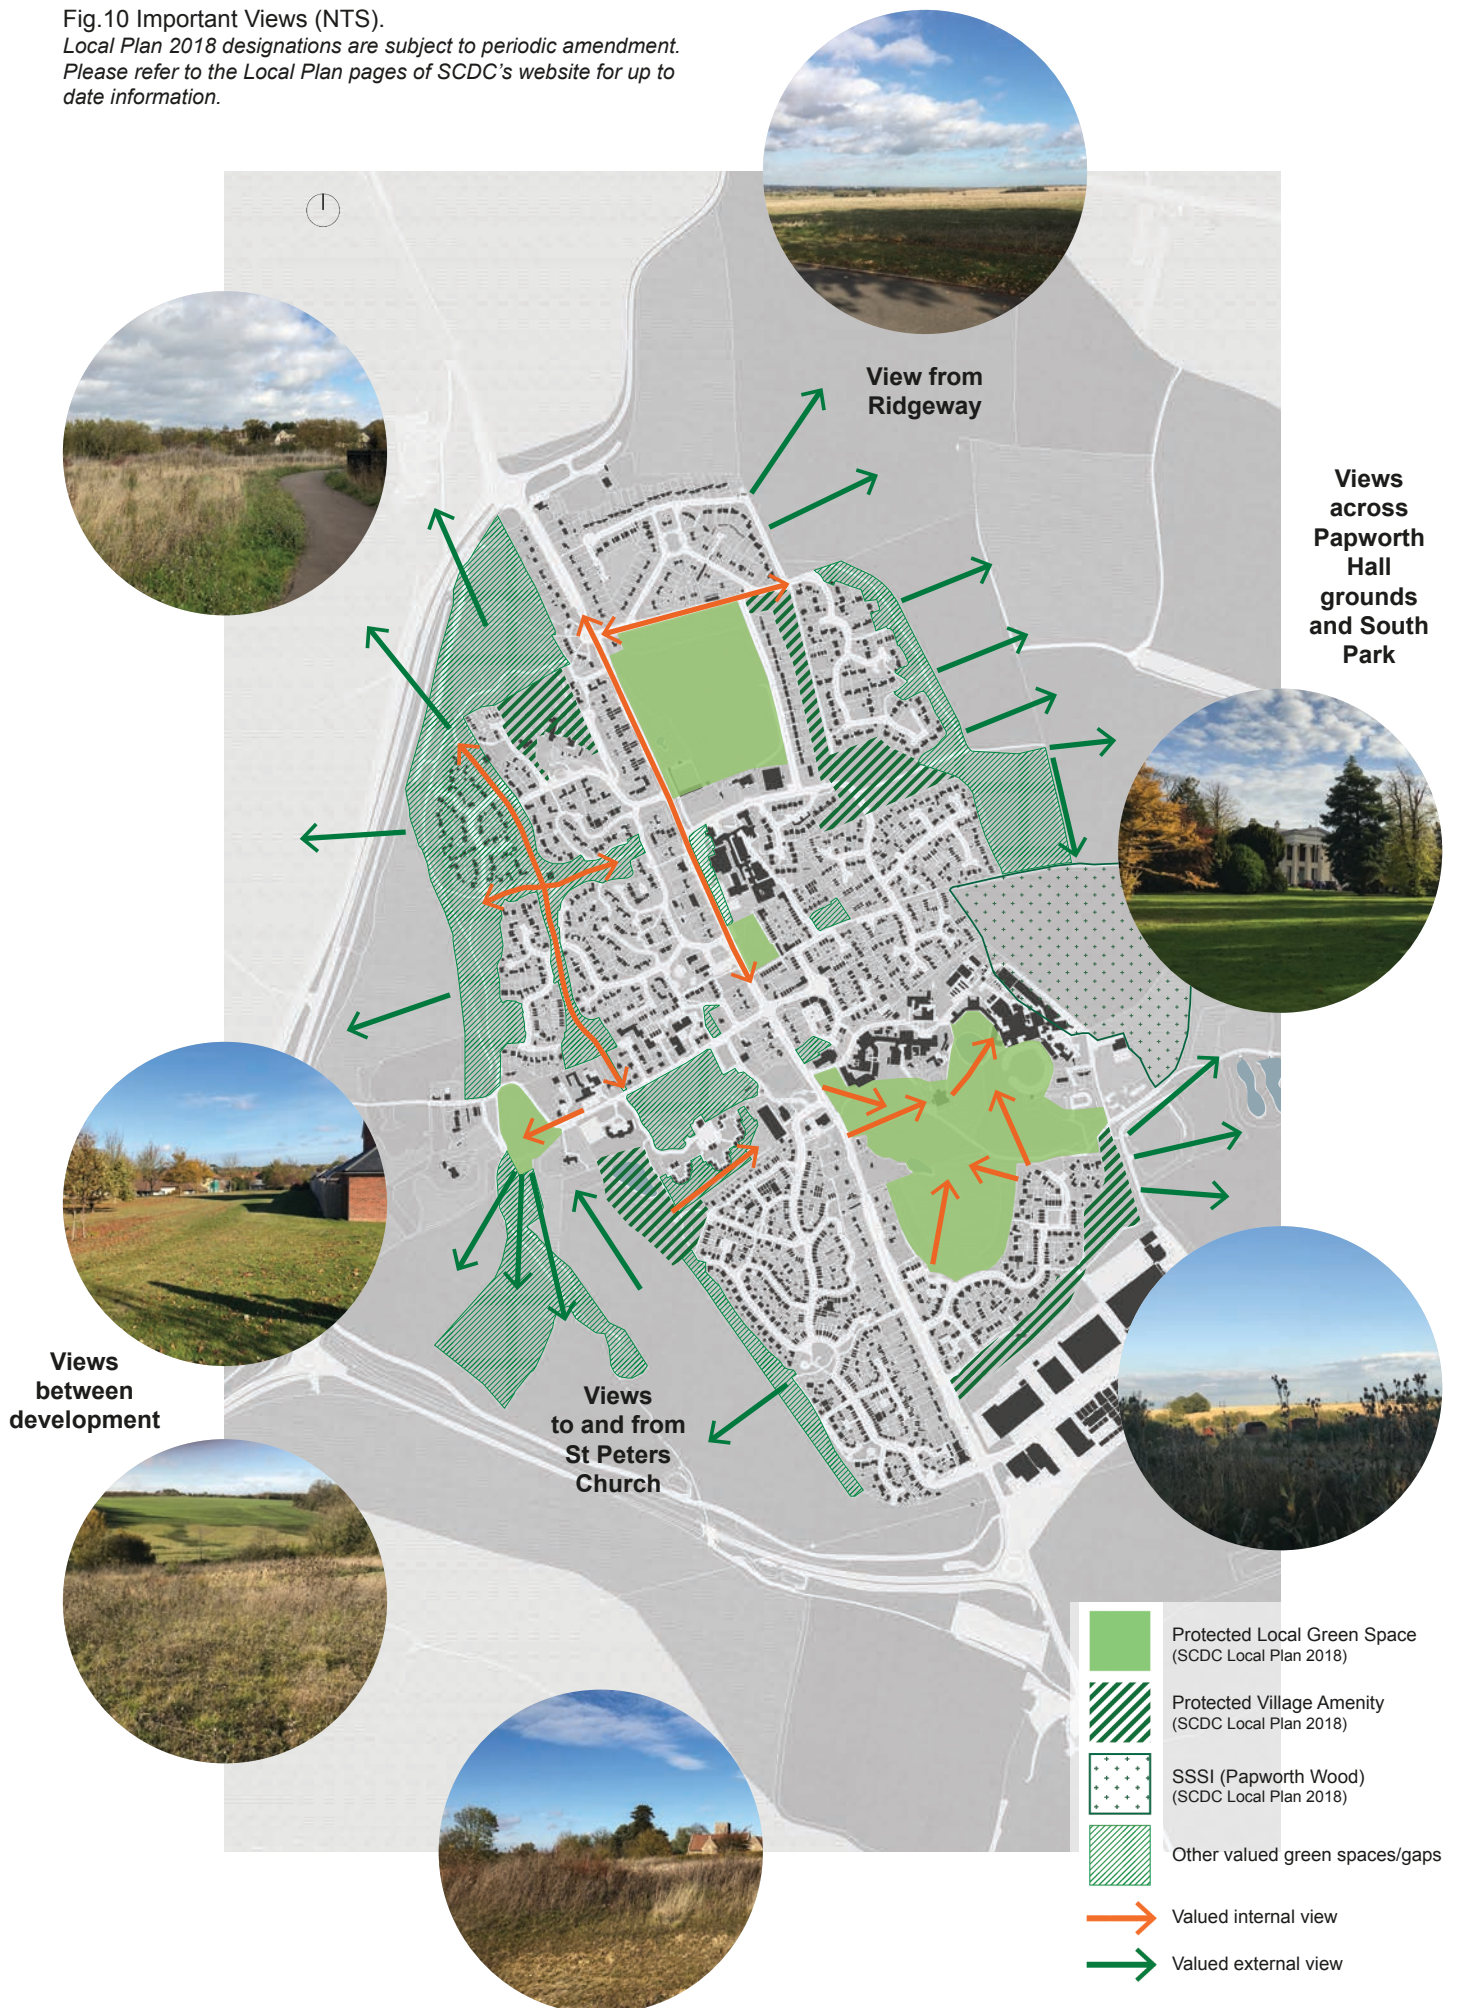 Fig.10 Important Views (NTS).
Local Plan 2018 designations are subject to periodic amendment.
Please refer to the Local Plan pages of SCDC's website for up to
date information.
View from
Ridgeway
Views
across
Papworth
Hall
grounds
and South
Park
Views
between
development
Views
to and from
St Peters
Church
Protected Local Green Space
(SCDC Local Plan 2018)
Protected Village Amenity
(SCDC Local Plan 2018)
SSSI (Papworth Wood)
(SCDC Local Plan 2018)
Other valued green spaces/gaps
Valued internal view
Valued external view